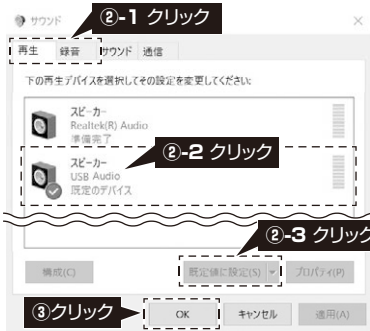 サウンド
②-1 クリック
再生 録音 サウンド 通信
下の再生デバイスを選択してその設定を変更してください:
スピーカー
Realtek(R) Audio
準備完了
②-2 クリック
スピーカー
USB Audio
既定のデバイス
②-3 クリック
構成(C) 既定値に設定(S) プロパティ(P)
③クリック
OK キャンセル 適用(A)